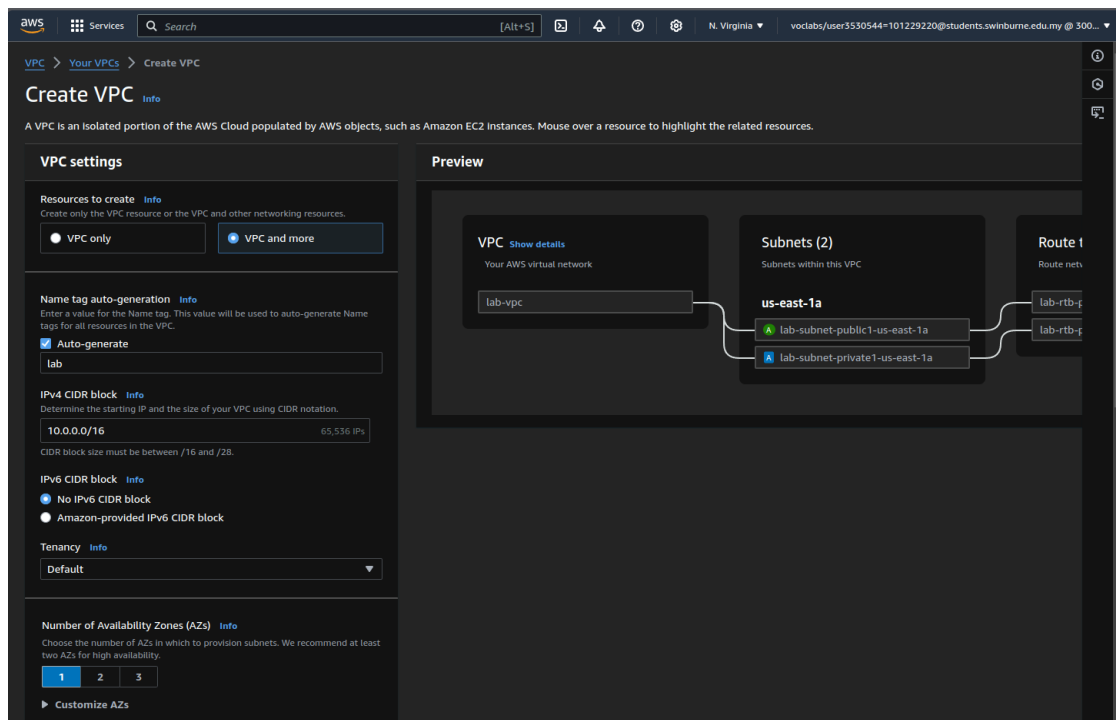 aws
Services
Search [Alt+S]
N. Virginia
voclabs/user3530544=101229220@students.swinburne.edu.my @ 300...
VPC > Your VPCs > Create VPC
Create VPC Info
A VPC is an isolated portion of the AWS Cloud populated by AWS objects, such as Amazon EC2 instances. Mouse over a resource to highlight the related resources.
VPC settings
Resources to create Info
Create only the VPC resource or the VPC and other networking resources.
VPC only
VPC and more
Name tag auto-generation Info
Enter a value for the Name tag. This value will be used to auto-generate Name
tags for all resources in the VPC.
Auto-generate
lab
IPv4 CIDR block Info
Determine the starting IP and the size of your VPC using CIDR notation.
10.0.0.0/16 65,536 IPs
CIDR block size must be between /16 and /28.
IPv6 CIDR block Info
No IPv6 CIDR block
Amazon-provided IPv6 CIDR block
Tenancy Info
Default
Number of Availability Zones (AZs) Info
Choose the number of AZs in which to provision subnets. We recommend at least
two AZs for high availability.
1 2 3
Customize AZs
Preview
VPC Show details
Your AWS virtual network
lab-vpc
Subnets (2)
Subnets within this VPC
us-east-1a
A lab-subnet-public1-us-east-1a
A lab-subnet-private1-us-east-1a
Route t
Route netw
lab-rtb-p
lab-rtb-p